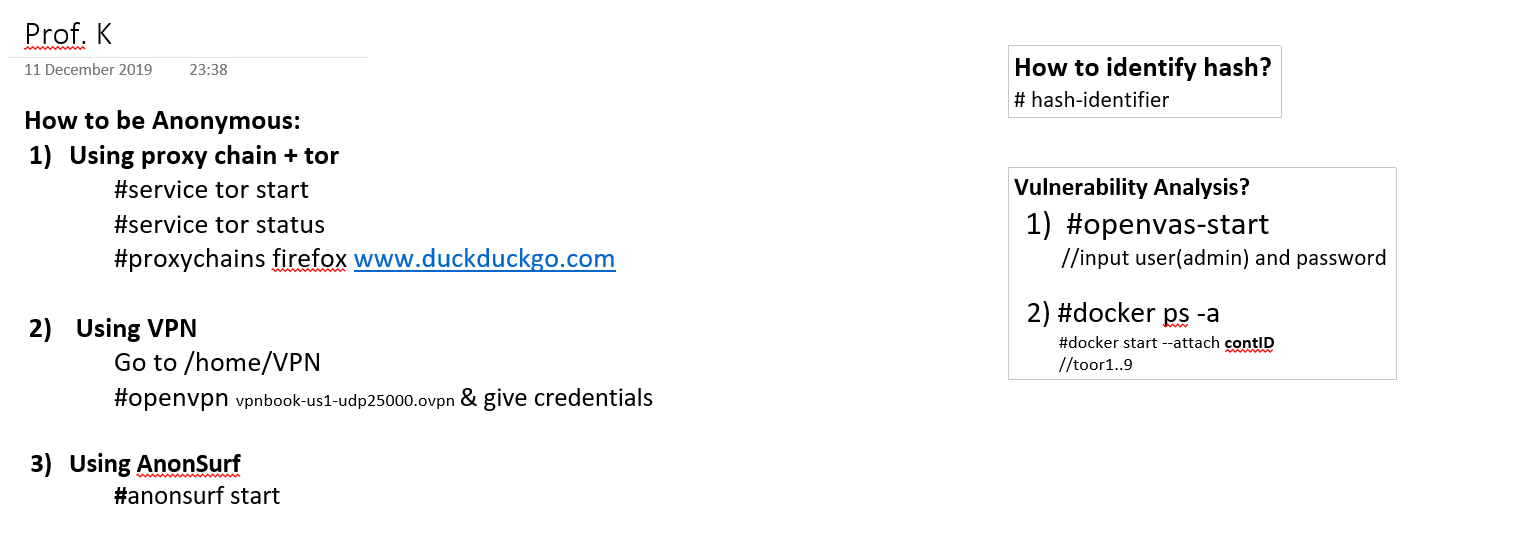 Prof. K
11 December 2019 23:38
How to be Anonymous:
1) Using proxy chain + tor
#service tor start
#service tor status
#proxychains firefox www.duckduckgo.com
2) Using VPN
Go to /home/VPN
#openvpn vpnbook-us1-udp25000.ovpn & give credentials
3) Using AnonSurf
#anonsurf start
How to identify hash?
# hash-identifier
Vulnerability Analysis?
1) #openvas-start
//input user(admin) and password
2) #docker ps -a
#docker start --attach contID
//toor1..9